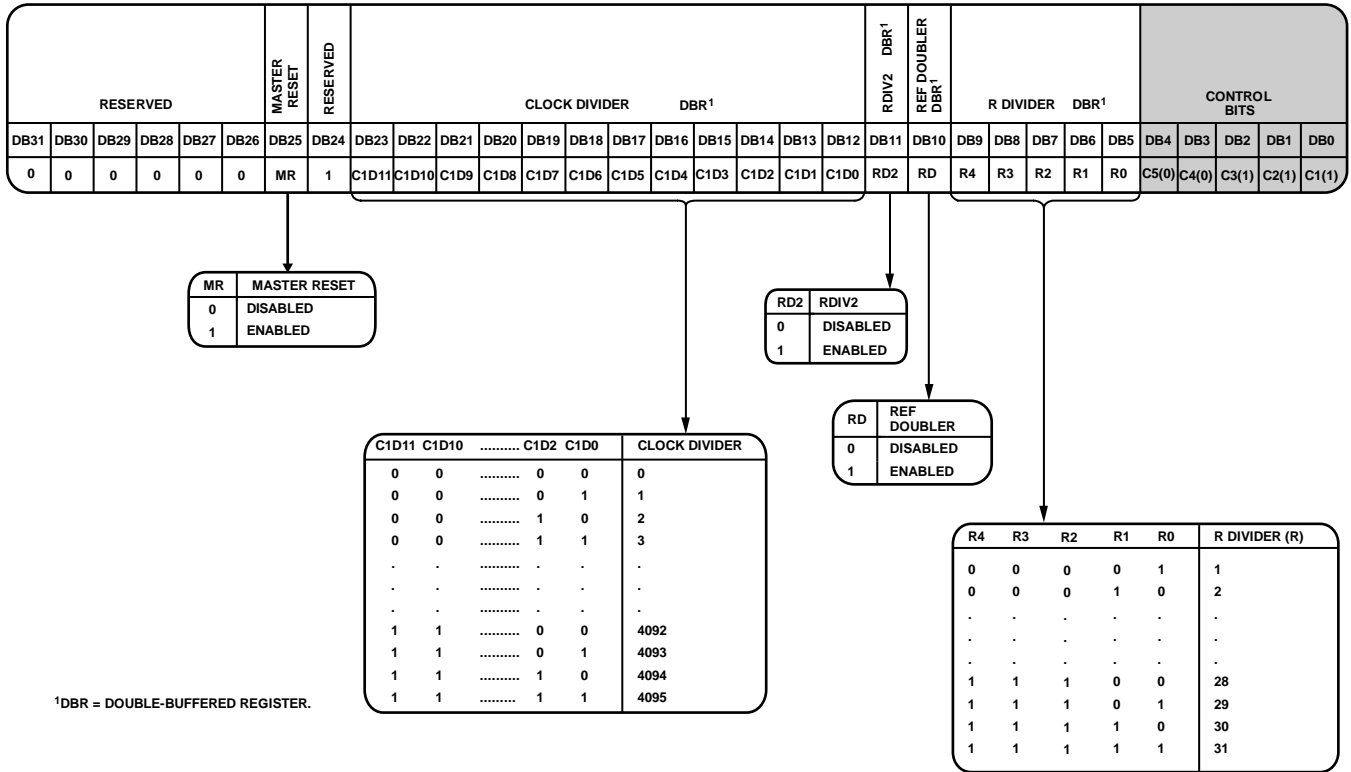 RESERVED
MASTER RESET
RESERVED
CLOCK DIVIDER DBR1
RDIV2 DBR1
REF DOUBLER DBR1
R DIVIDER DBR1
CONTROL BITS
DB31 DB30 DB29 DB28 DB27 DB26 DB25 DB24 DB23 DB22 DB21 DB20 DB19 DB18 DB17 DB16 DB15 DB14 DB13 DB12 DB11 DB10 DB9 DB8 DB7 DB6 DB5 DB4 DB3 DB2 DB1 DB0
0 0 0 0 0 0 MR 1 C1D11 C1D10 C1D9 C1D8 C1D7 C1D6 C1D5 C1D4 C1D3 C1D2 C1D1 C1D0 RD2 RD R4 R3 R2 R1 R0 C5(0) C4(0) C3(1) C2(1) C1(1)
MR MASTER RESET
0 DISABLED
1 ENABLED
RD2 RDIV2
0 DISABLED
1 ENABLED
RD REF DOUBLER
0 DISABLED
1 ENABLED
C1D11 C1D10 .......... C1D2 C1D0 CLOCK DIVIDER
0 0 .......... 0 0 0
0 0 .......... 0 1 1
0 0 .......... 1 0 2
0 0 .......... 1 1 3
. . .......... . . .
. . .......... . . .
. . .......... . . .
1 1 .......... 0 0 4092
1 1 .......... 0 1 4093
1 1 .......... 1 0 4094
1 1 ......... 1 1 4095
R4 R3 R2 R1 R0 R DIVIDER (R)
0 0 0 0 1 1
0 0 0 1 0 2
. . . . . .
. . . . . .
. . . . . .
1 1 1 0 0 28
1 1 1 0 1 29
1 1 1 1 0 30
1 1 1 1 1 31
1DBR = DOUBLE-BUFFERED REGISTER.